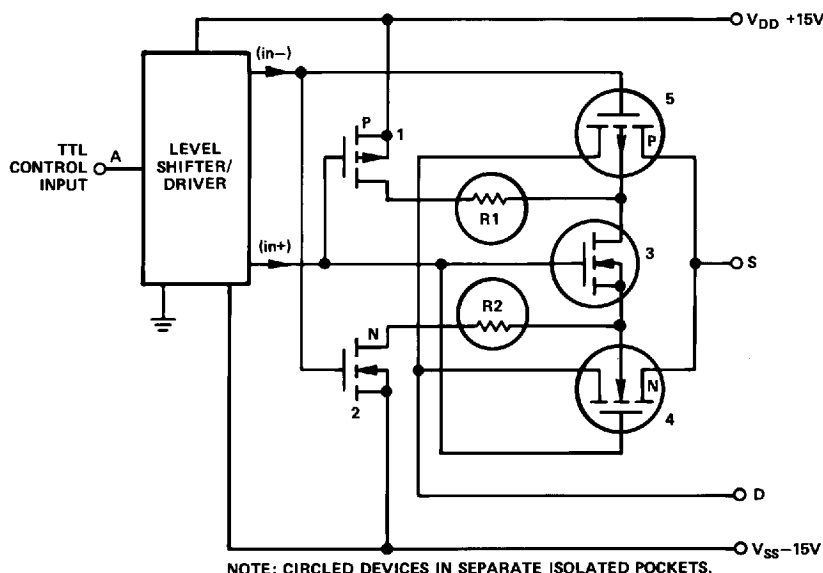 V_DD +15V
(in-)
5
P
TTL
CONTROL
INPUT
A
LEVEL
SHIFTER/
DRIVER
P
1
R1
(in+)
3
S
R2
N
2
N
4
D
V_SS-15V
NOTE: CIRCLED DEVICES IN SEPARATE ISOLATED POCKETS.